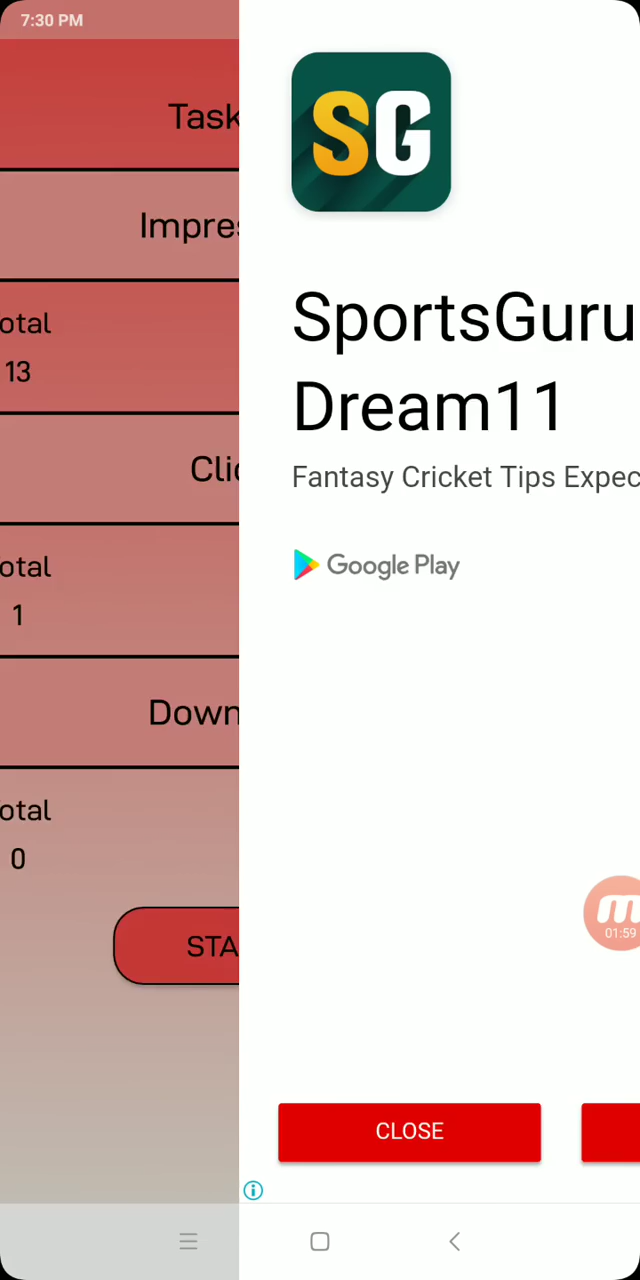 7:30 PM
Task
Impres
otal
13
Clic
otal
1
Down
otal
0
STA
SG
SportsGuru
Dream11
Fantasy Cricket Tips Expec
Google Play
m
01:59
CLOSE